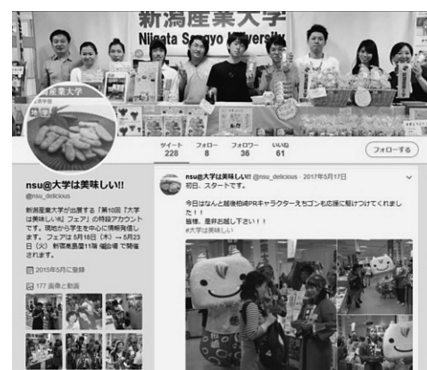 新潟産業大学
Niigata Sangyo University
産業大学
ツイート
228
フォロー
8
フォロワー
36
いいね
61
フォローする
nsu@大学は美味しい!!
@nsu_delicious
新潟産業大学が出展する「第10回『大学
は美味しい!!』フェア」の特設アカウント
です。現地から学生を中心に情報発信し
ます。 フェアは 5月18日（木）→ 5月23
日（火） 新宿高島屋11階 催会場 で開催
されます。
2015年5月に登録
177 画像と動画
nsu@大学は美味しい!! @nsu_delicious · 2017年5月17日
初日、スタートです。
今日はなんと越後柏崎PRキャラクターえちゴンも応援に駆けつけてくれまし
た！！
皆様、是非お越し下さい！！
#大学は美味しい